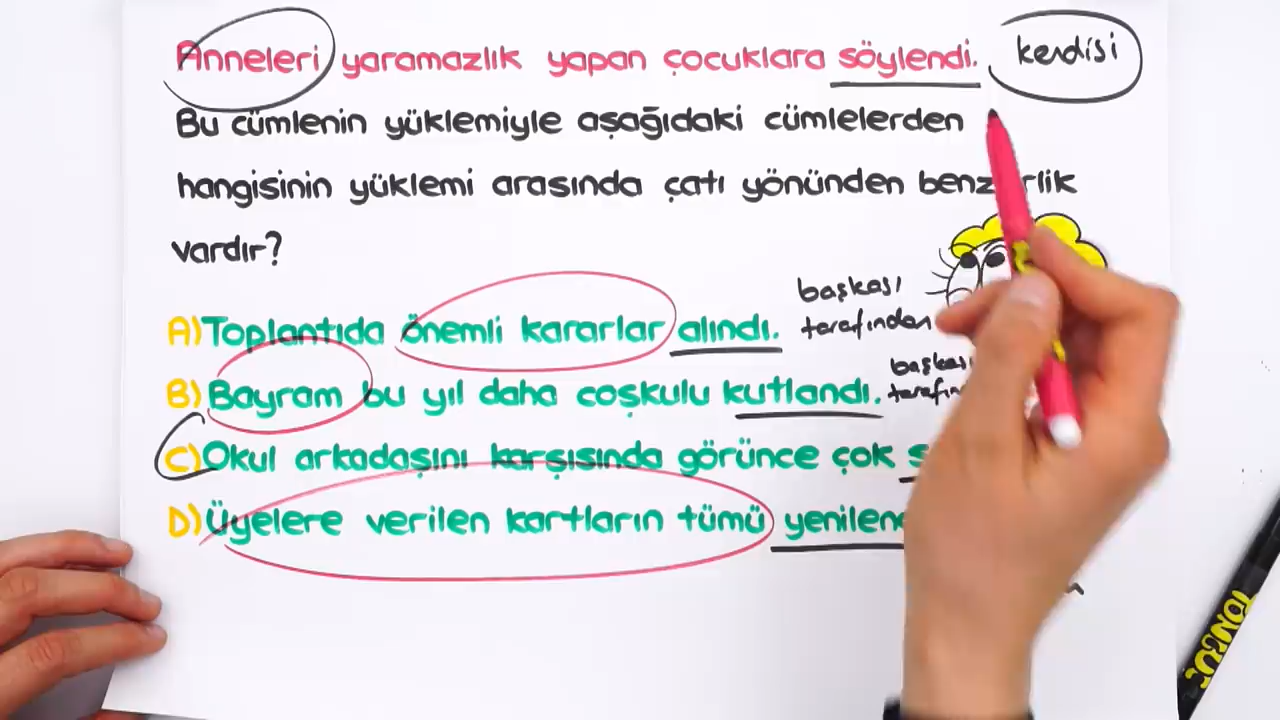 Anneleri yaramazlık yapan çocuklara söylendi. kendisi
Bu cümlenin yüklemiyle aşağıdaki cümlelerden
hangisinin yüklemi arasında çatı yönünden
vardır?
A) Toplantıda önemli kararlar alındı. başkası tarafından
B) Bayram bu yıl daha coşkulu kutlandı. başkası
C) Okul arkadaşını karşısında görünce çok
D) Üyelere verilen kartların tümü
TONGUÇ